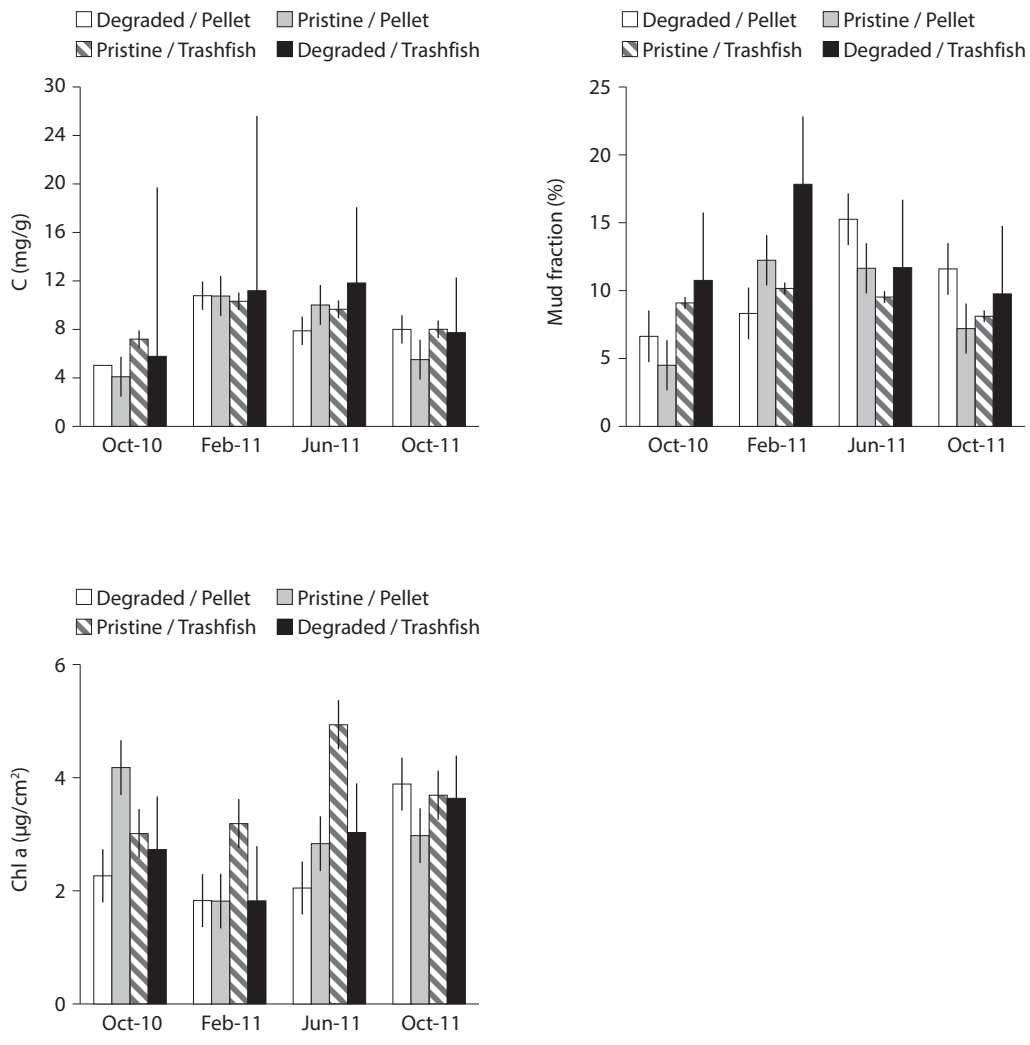 Degraded / Pellet Pristine / Pellet
Pristine / Trashfish Degraded / Trashfish
30
24
20
16
12
8
4
0
C (mg/g)
Oct-10 Feb-11 Jun-11 Oct-11
Degraded / Pellet Pristine / Pellet
Pristine / Trashfish Degraded / Trashfish
25
20
15
10
5
0
Mud fraction (%)
Oct-10 Feb-11 Jun-11 Oct-11
Degraded / Pellet Pristine / Pellet
Pristine / Trashfish Degraded / Trashfish
6
4
2
0
Chl a (µg/cm²)
Oct-10 Feb-11 Jun-11 Oct-11